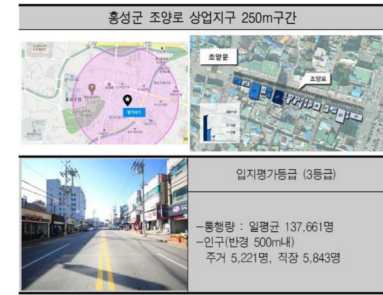 홍성군 조양로 상업지구 250m구간
조양문
조양로
입지평가등급 (3등급)
-통행량 : 일평균 137,661명
-인구(반경 500m내)
주거 5,221명, 직장 5,843명